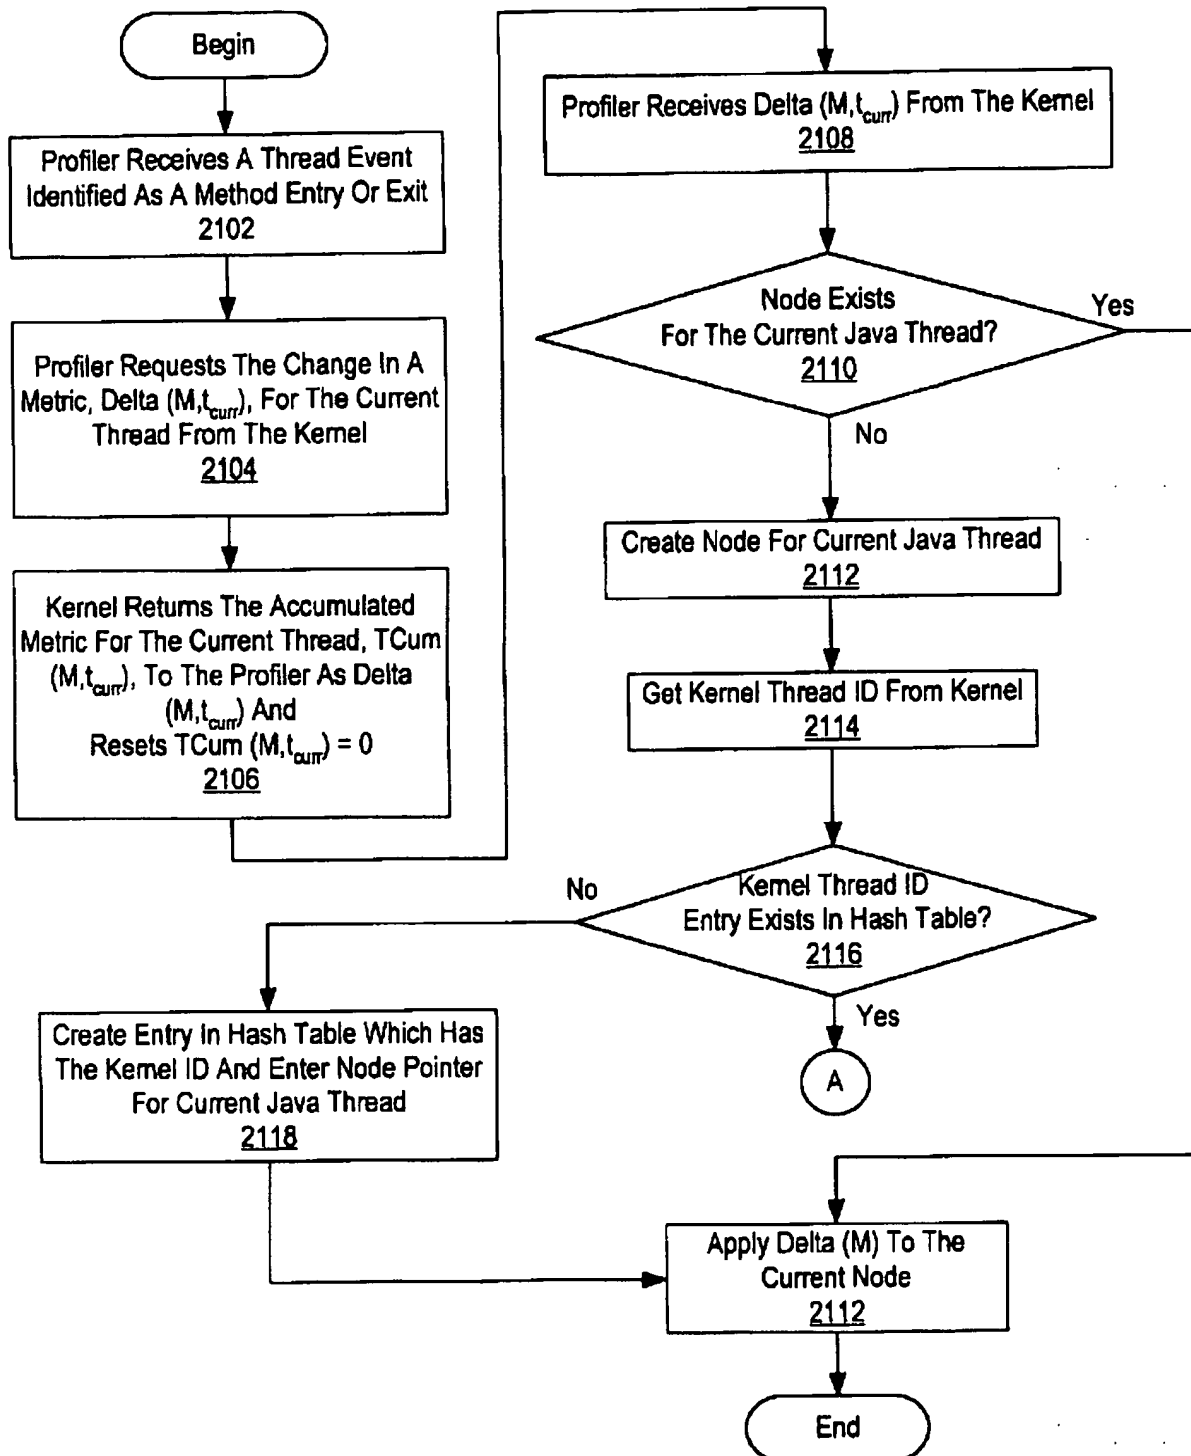 Begin
Profiler Receives A Thread Event
Identified As A Method Entry Or Exit
2102
Profiler Requests The Change In A
Metric, Delta (M,t_curr), For The Current
Thread From The Kernel
2104
Kernel Returns The Accumulated
Metric For The Current Thread, TCum
(M,t_curr), To The Profiler As Delta
(M,t_curr) And
Resets TCum (M,t_curr) = 0
2106
Profiler Receives Delta (M,t_curr) From The Kernel
2108
Node Exists
For The Current Java Thread?
2110
Yes
No
Create Node For Current Java Thread
2112
Get Kernel Thread ID From Kernel
2114
Kernel Thread ID
Entry Exists In Hash Table?
2116
No
Yes
A
Create Entry In Hash Table Which Has
The Kernel ID And Enter Node Pointer
For Current Java Thread
2118
Apply Delta (M) To The
Current Node
2112
End